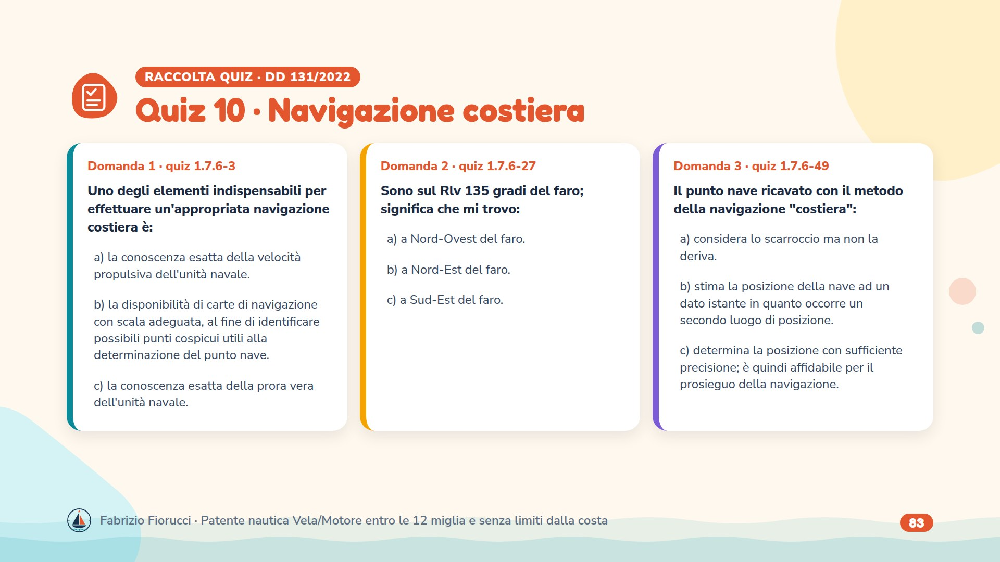 RACCOLTA QUIZ · DD 131/2022
Quiz 10 · Navigazione costiera
Domanda 1 · quiz 1.7.6-3
Uno degli elementi indispensabili per
effettuare un'appropriata navigazione
costiera è:
a) la conoscenza esatta della velocità
propulsiva dell'unità navale.
b) la disponibilità di carte di navigazione
con scala adeguata, al fine di identificare
possibili punti cospicui utili alla
determinazione del punto nave.
c) la conoscenza esatta della prora vera
dell'unità navale.
Domanda 2 · quiz 1.7.6-27
Sono sul Rlv 135 gradi del faro;
significa che mi trovo:
a) a Nord-Ovest del faro.
b) a Nord-Est del faro.
c) a Sud-Est del faro.
Domanda 3 · quiz 1.7.6-49
Il punto nave ricavato con il metodo
della navigazione "costiera":
a) considera lo scarroccio ma non la
deriva.
b) stima la posizione della nave ad un
dato istante in quanto occorre un
secondo luogo di posizione.
c) determina la posizione con sufficiente
precisione; è quindi affidabile per il
prosieguo della navigazione.
Fabrizio Fiorucci · Patente nautica Vela/Motore entro le 12 miglia e senza limiti dalla costa
83